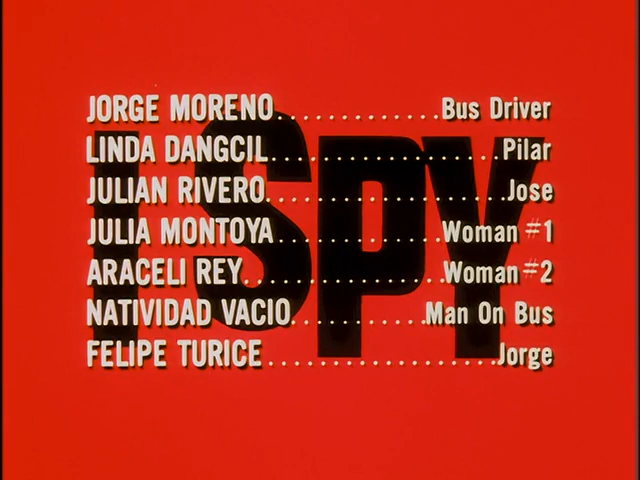 I SPY
JORGE MORENO..............Bus Driver
LINDA DANGCIL....................Pilar
JULIAN RIVERO.....................Jose
JULIA MONTOYA..............Woman #1
ARACELI REY.................Woman #2
NATIVIDAD VACIO...........Man On Bus
FELIPE TURICE....................Jorge